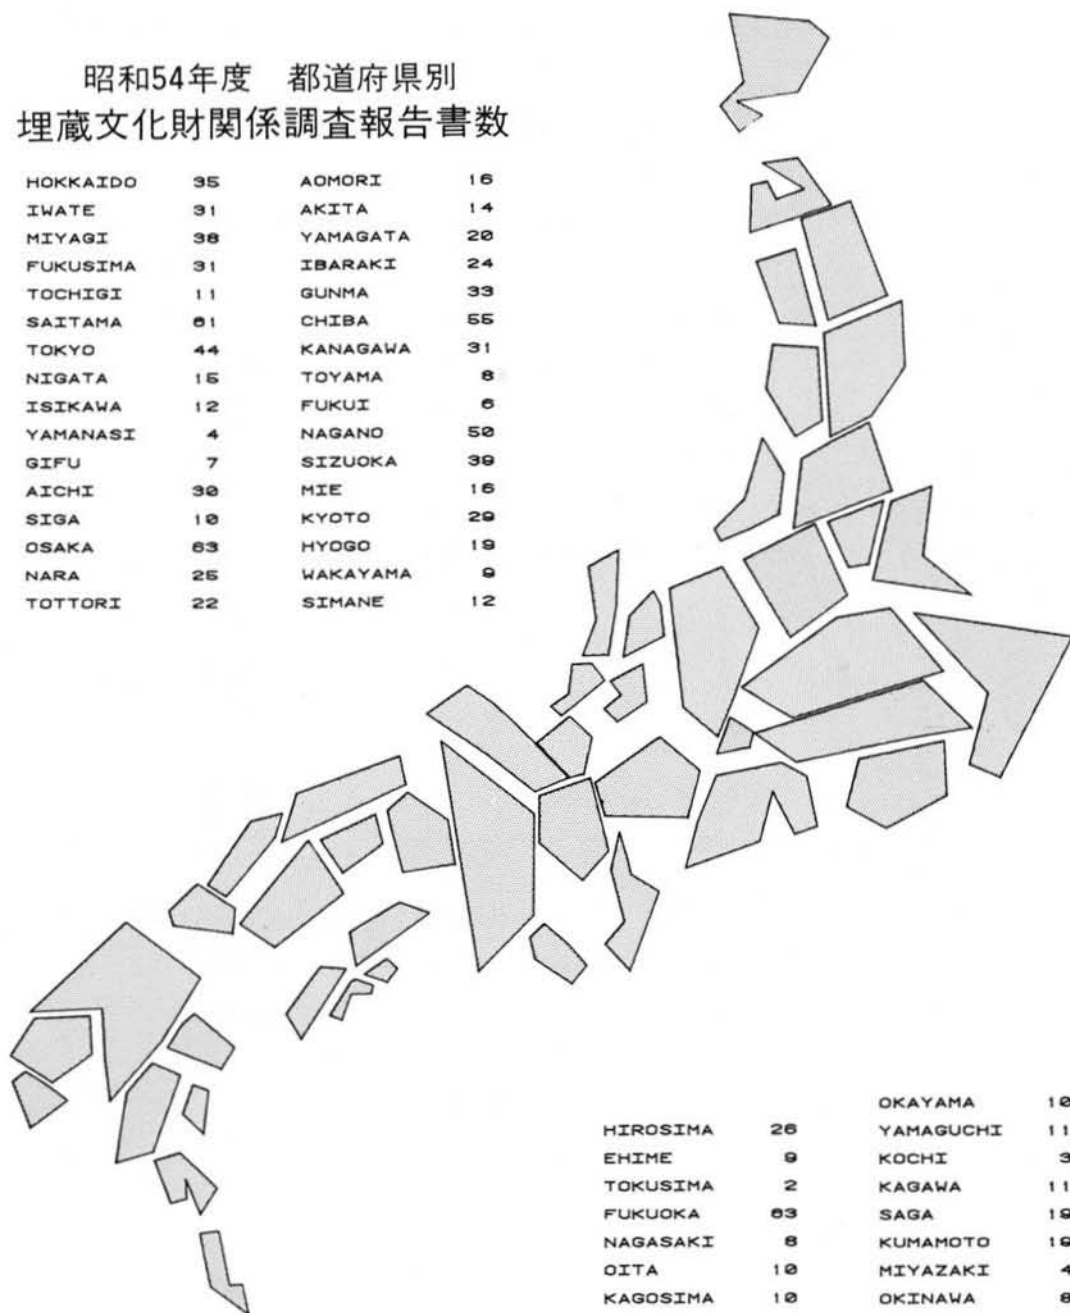 昭和54年度 都道府県別
埋蔵文化財関係調査報告書数
HOKKAIDO 35 AOMORI 16
IWATE 31 AKITA 14
MIYAGI 38 YAMAGATA 20
FUKUSIMA 31 IBARAKI 24
TOCHIGI 11 GUNMA 33
SAITAMA 61 CHIBA 55
TOKYO 44 KANAGAWA 31
NIGATA 15 TOYAMA 8
ISIKAWA 12 FUKUI 6
YAMANASI 4 NAGANO 50
GIFU 7 SIZUOKA 39
AICHI 30 MIE 16
SIGA 10 KYOTO 29
OSAKA 63 HYOGO 19
NARA 25 WAKAYAMA 9
TOTTORI 22 SIMANE 12
OKAYAMA 10
HIROSIMA 26 YAMAGUCHI 11
EHIME 9 KOCHI 3
TOKUSIMA 2 KAGAWA 11
FUKUOKA 63 SAGA 19
NAGASAKI 8 KUMAMOTO 19
OITA 10 MIYAZAKI 4
KAGOSIMA 10 OKINAWA 8